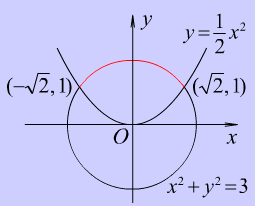 y
y = 1/2 x²
(-√2, 1)
(√2, 1)
O
x
x² + y² = 3